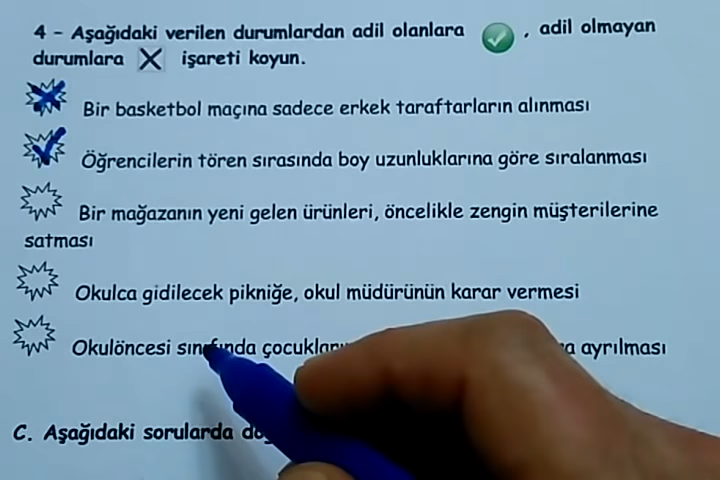 4 - Aşağıdaki verilen durumlardan adil olanlara , adil olmayan
durumlara işareti koyun.
Bir basketbol maçına sadece erkek taraftarların alınması
Öğrencilerin tören sırasında boy uzunluklarına göre sıralanması
Bir mağazanın yeni gelen ürünleri, öncelikle zengin müşterilerine
satması
Okulca gidilecek pikniğe, okul müdürünün karar vermesi
Okulöncesi sınıfında ayrılması
C. Aşağıdaki sorularda